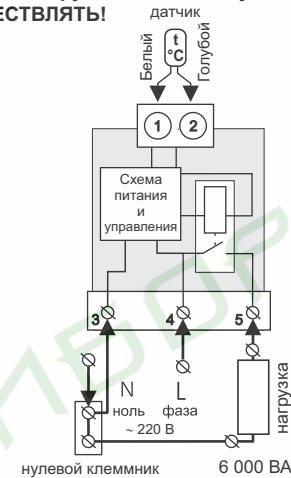 ЕСТВЛЯТЬ!
датчик
Белый
Голубой
t
°C
1 2
Схема
питания
и
управления
3 4 5
N L
ноль фаза
~ 220 В
нагрузка
нулевой клеммник
6 000 ВА